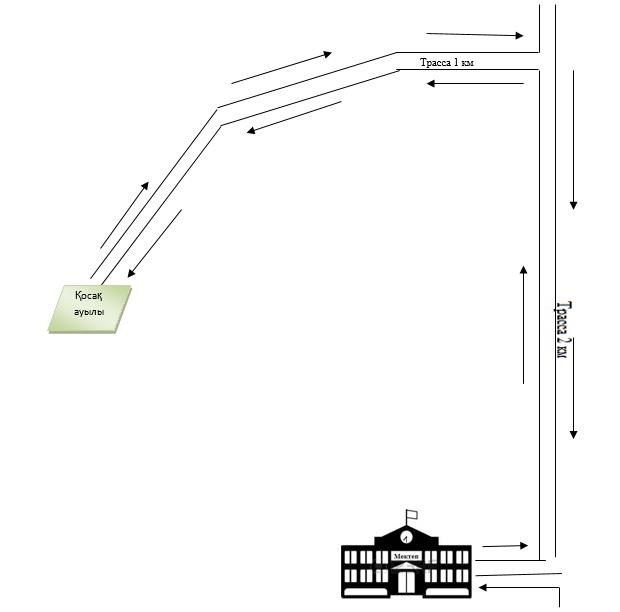 Трасса 1 км
Қосақ
ауылы
Трасса 2 км
Мектеп